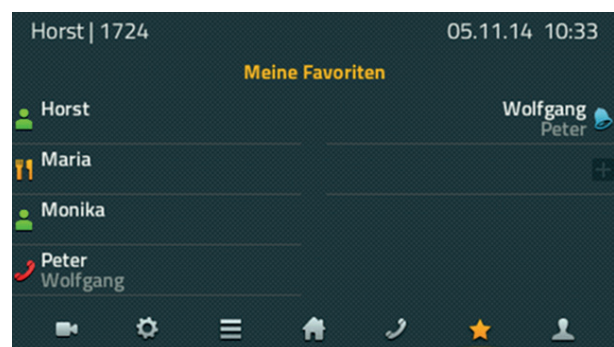 Horst | 1724 05.11.14 10:33
Meine Favoriten
Horst
Maria
Monika
Peter
Wolfgang
Wolfgang
Peter